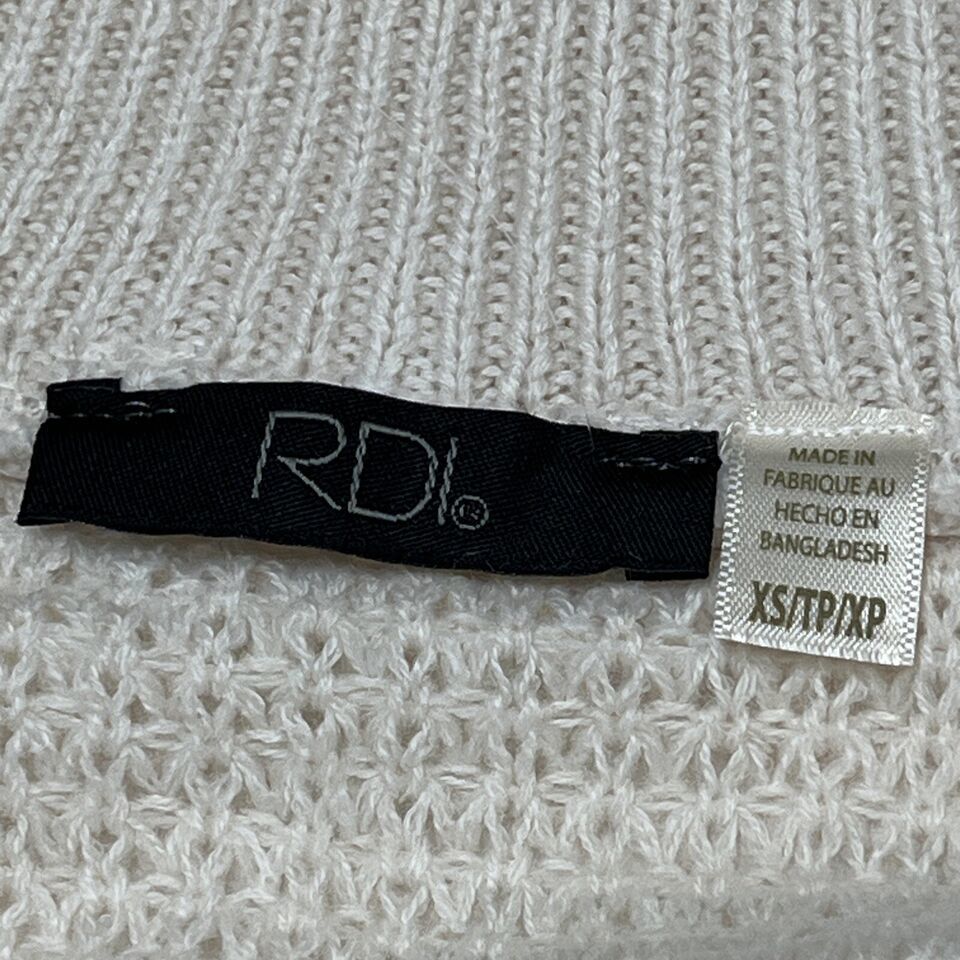 RDI®
MADE IN
FABRIQUE AU
HECHO EN
BANGLADESH
XS/TP/XP